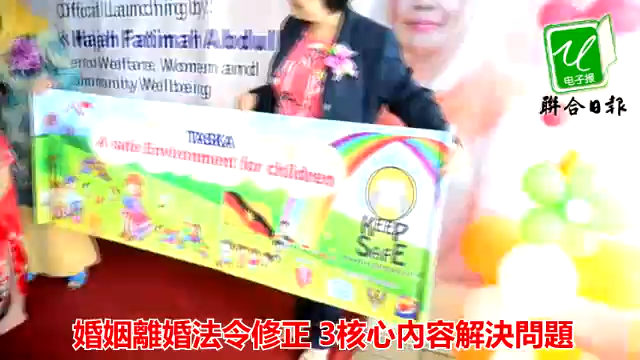 Official Launching by:
Hajah Fatimah Abdul
Welfare, Women and
Community Wellbeing
電子报
聯合日報
TASKA
A safe Environment for children
KEEP
SAFE
婚姻離婚法令修正 3核心內容解決問題